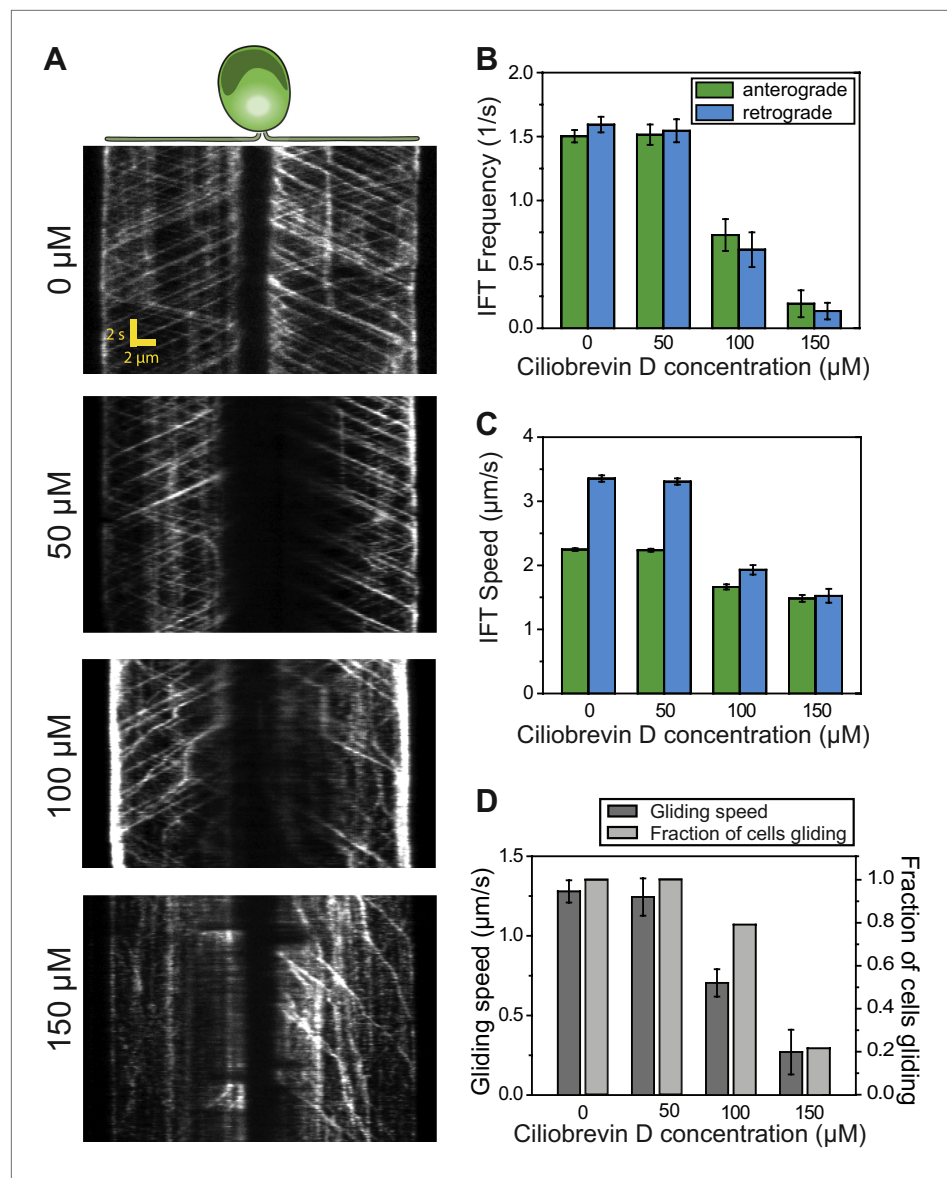 A
0 µM
2 s
2 µm
50 µM
100 µM
150 µM
B
anterograde
retrograde
IFT Frequency (1/s)
2.0
1.5
1.0
0.5
0.0
0 50 100 150
Ciliobrevin D concentration (µM)
C
IFT Speed (µm/s)
4
3
2
1
0
0 50 100 150
Ciliobrevin D concentration (µM)
D
Gliding speed
Fraction of cells gliding
Gliding speed (µm/s)
1.5
1.0
0.5
0.0
1.0
0.8
0.6
0.4
0.2
0.0
Fraction of cells gliding
0 50 100 150
Ciliobrevin D concentration (µM)